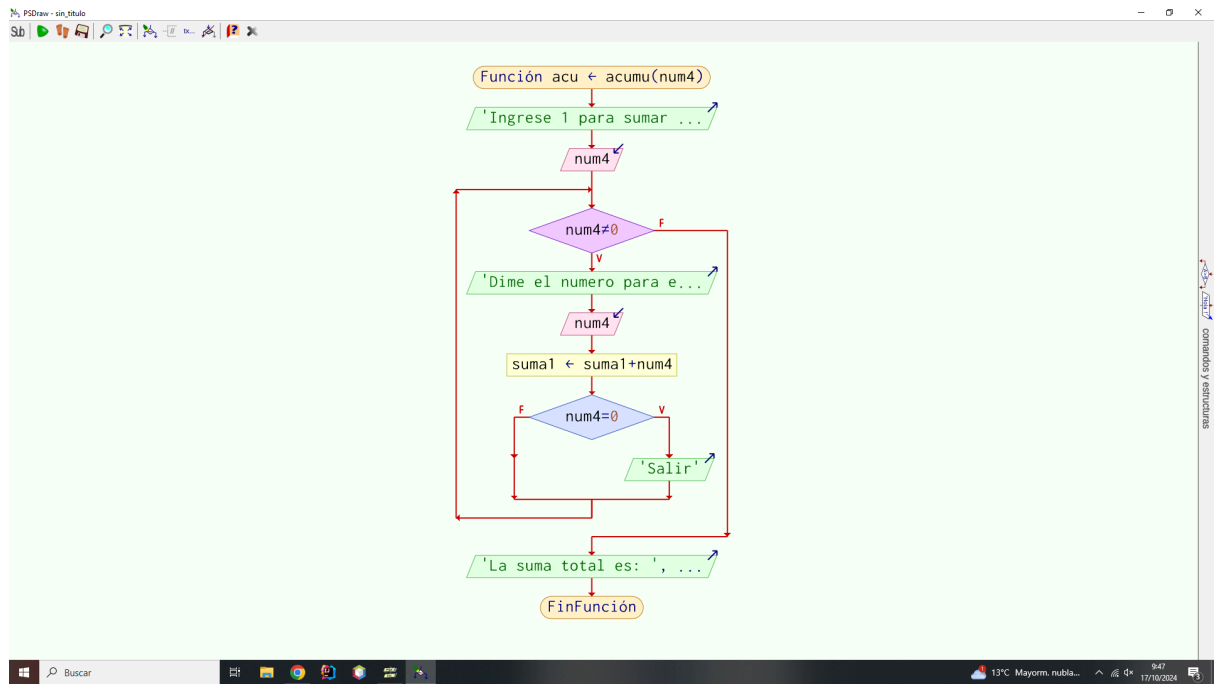 PSDraw - sin_titulo
Sub
Función acu ← acumu(num4)
'Ingrese 1 para sumar ...
num4
num4≠0
F
V
'Dime el numero para e...
num4
suma1 ← suma1+num4
num4=0
F
V
'Salir'
'La suma total es: ', ...
FinFunción
comandos y estructuras
Buscar
13°C Mayorm. nubla...
9:47
17/10/2024